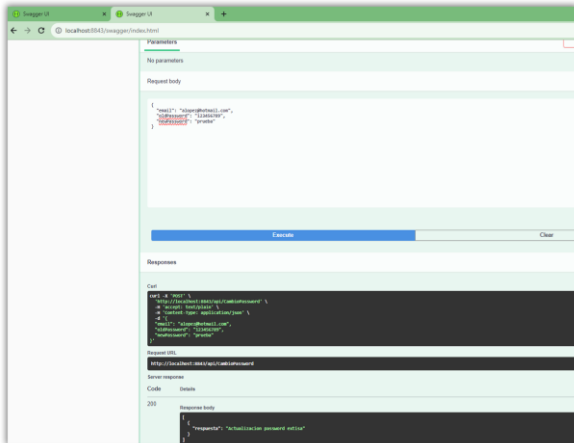 Swagger UI
Swagger UI
localhost:8843/swagger/index.html
Parameters
No parameters
Request body
{
"email": "alopez@hotmail.com",
"oldPassword": "123456789",
"newPassword": "prueba"
}
Execute
Clear
Responses
Curl
curl -X 'POST' \
'http://localhost:8843/api/CambioPassword' \
-H 'accept: text/plain' \
-H 'Content-Type: application/json' \
-d '{
"email": "alopez@hotmail.com",
"oldPassword": "123456789",
"newPassword": "prueba"
}'
Request URL
http://localhost:8843/api/CambioPassword
Server response
Code
Details
200
Response body
[
{
"respuesta": "Actualizacion password exitosa"
}
]